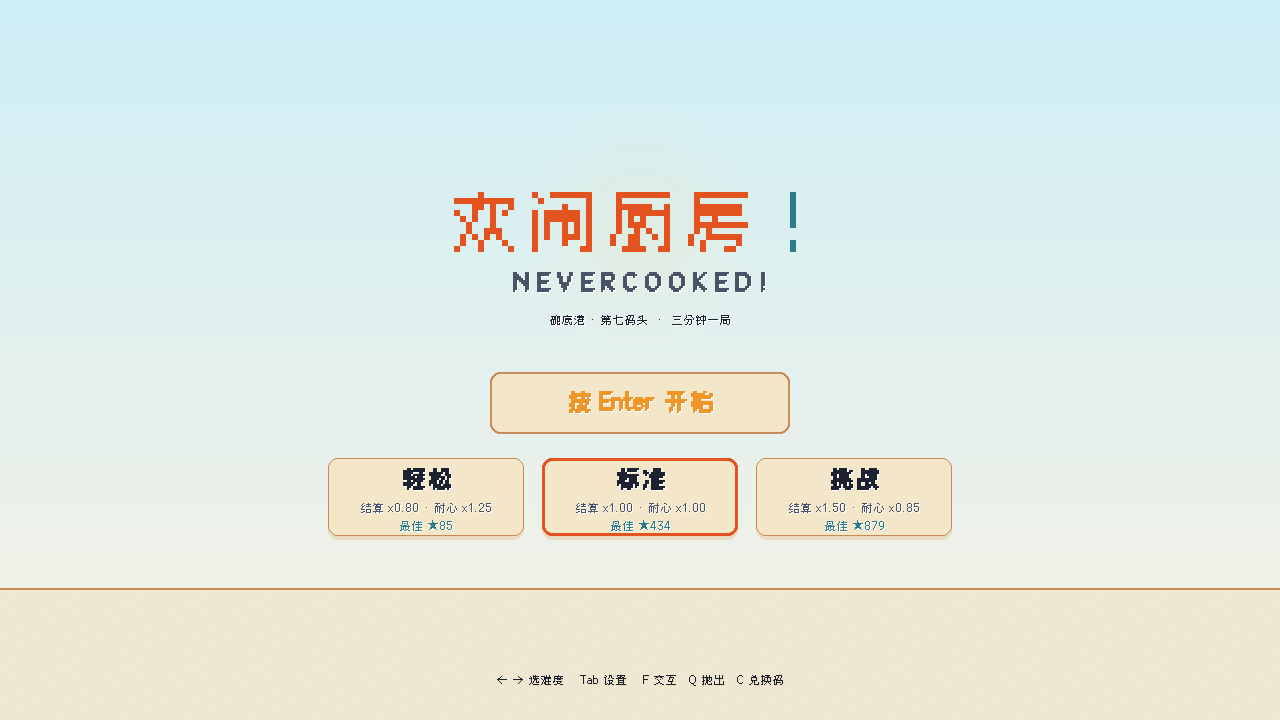 欢闹厨房！
NEVERCOOKED!
第七码头 · 三分钟一局
按 Enter 开始
轻松
结算 x0.80 · 耐心 x1.25
最佳 ★85
标准
结算 x1.00 · 耐心 x1.00
最佳 ★434
挑战
结算 x1.50 · 耐心 x0.85
最佳 ★879
← → 选难度 Tab 设置 F 交互 Q 抛出 C 兑换码